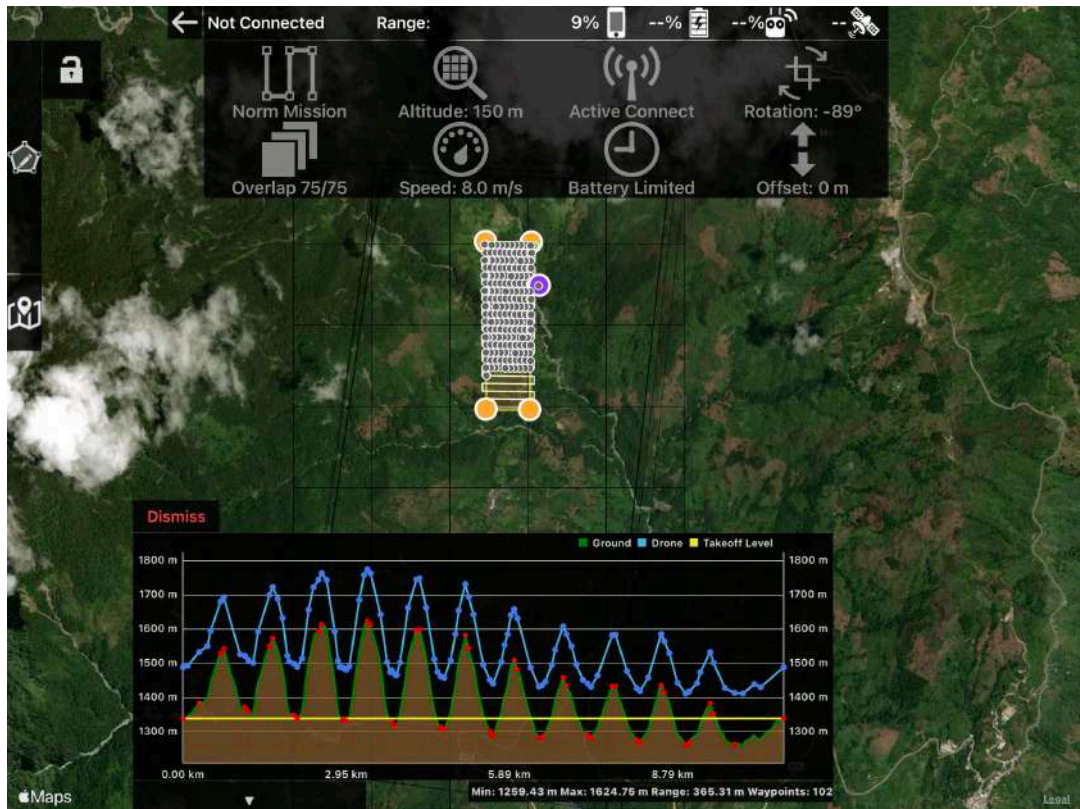 Not Connected Range: 9% --% --% --
Norm Mission Altitude: 150 m Active Connect Rotation: -89°
Overlap 75/75 Speed: 8.0 m/s Battery Limited Offset: 0 m
Dismiss
Ground Drone Takeoff Level
1800 m 1800 m
1700 m 1700 m
1600 m 1600 m
1500 m 1500 m
1400 m 1400 m
1300 m 1300 m
0.00 km 2.95 km 5.89 km 8.79 km
Min: 1259.43 m Max: 1624.75 m Range: 365.31 m Waypoints: 102
Maps
Legal